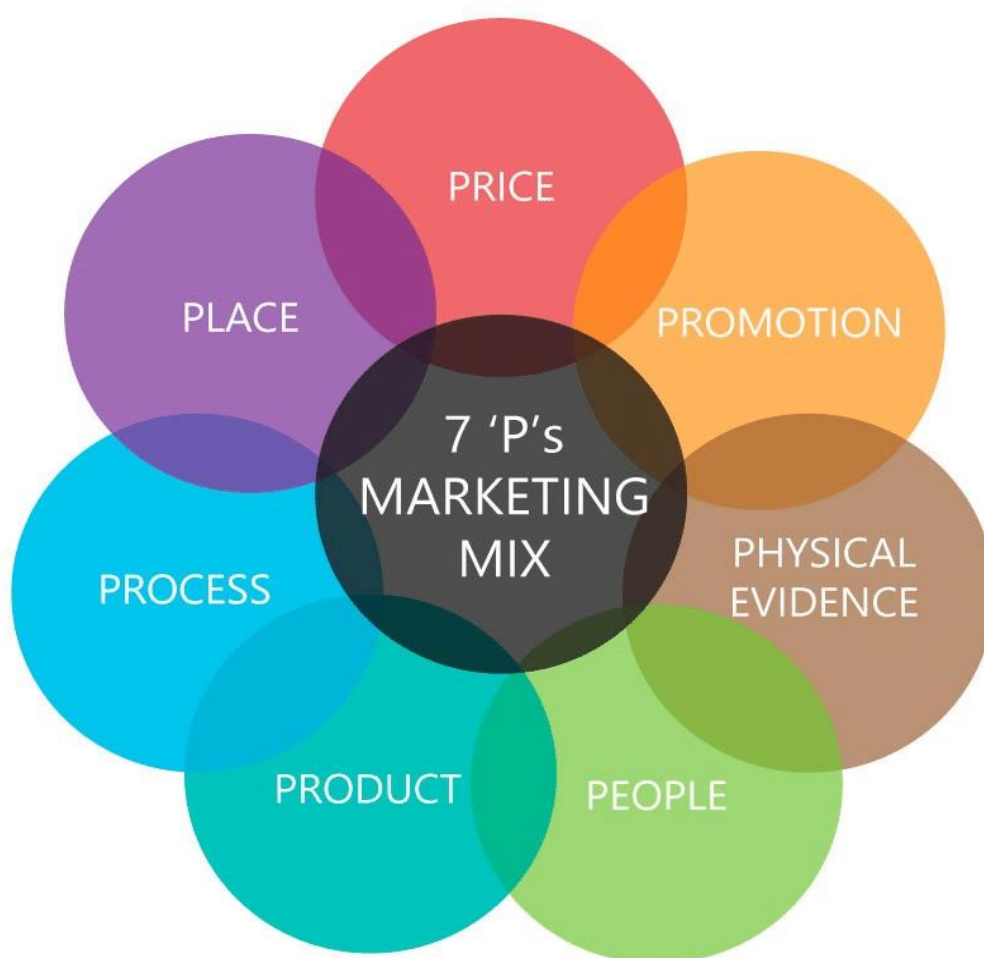 PRICE
PLACE
PROMOTION
7 ‘P’s
MARKETING
MIX
PROCESS
PHYSICAL
EVIDENCE
PRODUCT
PEOPLE